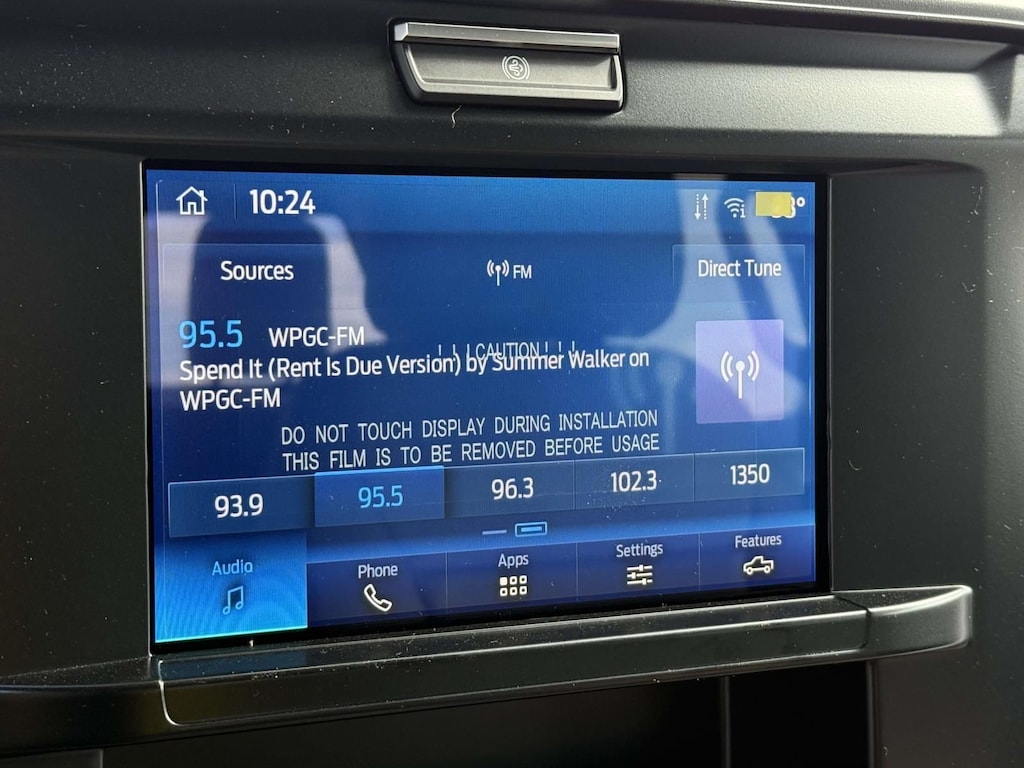 10:24
Sources
FM
Direct Tune
95.5 WPGC-FM
! ! !CAUTION! ! !
Spend It (Rent Is Due Version) by Summer Walker on
WPGC-FM
DO NOT TOUCH DISPLAY DURING INSTALLATION
THIS FILM IS TO BE REMOVED BEFORE USAGE
93.9 95.5 96.3 102.3 1350
Audio Phone Apps Settings Features